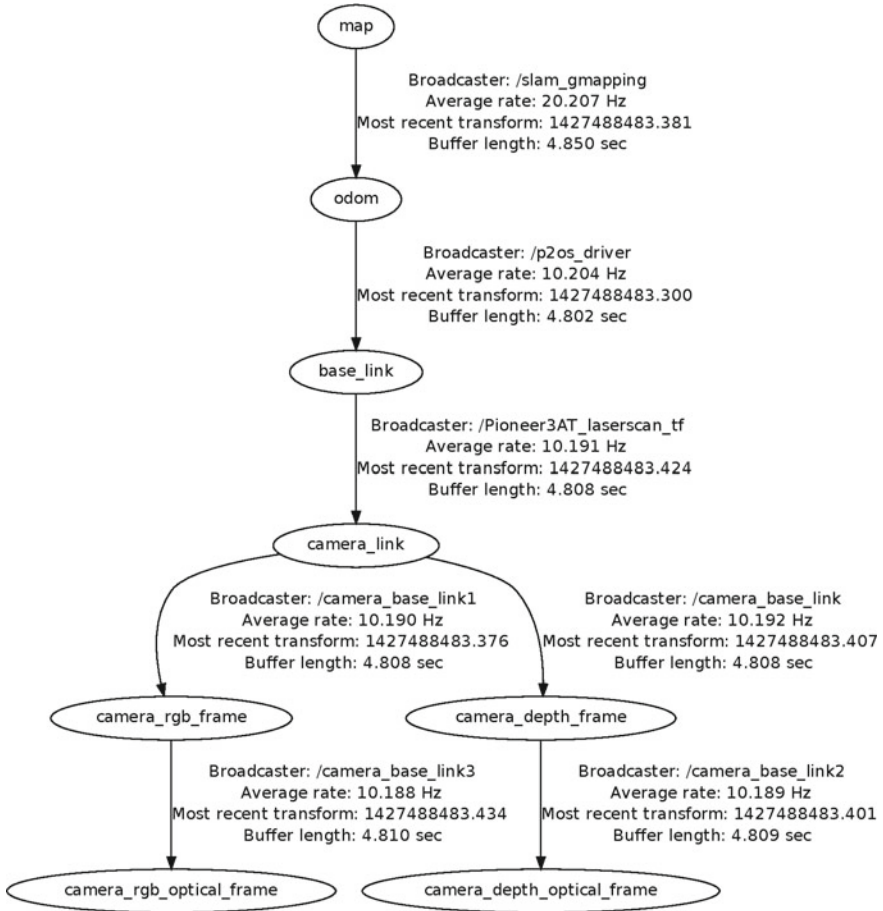 map
Broadcaster: /slam_gmapping
Average rate: 20.207 Hz
Most recent transform: 1427488483.381
Buffer length: 4.850 sec
odom
Broadcaster: /p2os_driver
Average rate: 10.204 Hz
Most recent transform: 1427488483.300
Buffer length: 4.802 sec
base_link
Broadcaster: /Pioneer3AT_laserscan_tf
Average rate: 10.191 Hz
Most recent transform: 1427488483.424
Buffer length: 4.808 sec
camera_link
Broadcaster: /camera_base_link1
Average rate: 10.190 Hz
Most recent transform: 1427488483.376
Buffer length: 4.808 sec
Broadcaster: /camera_base_link
Average rate: 10.192 Hz
Most recent transform: 1427488483.407
Buffer length: 4.808 sec
camera_rgb_frame
camera_depth_frame
Broadcaster: /camera_base_link3
Average rate: 10.188 Hz
Most recent transform: 1427488483.434
Buffer length: 4.810 sec
Broadcaster: /camera_base_link2
Average rate: 10.189 Hz
Most recent transform: 1427488483.401
Buffer length: 4.809 sec
camera_rgb_optical_frame
camera_depth_optical_frame